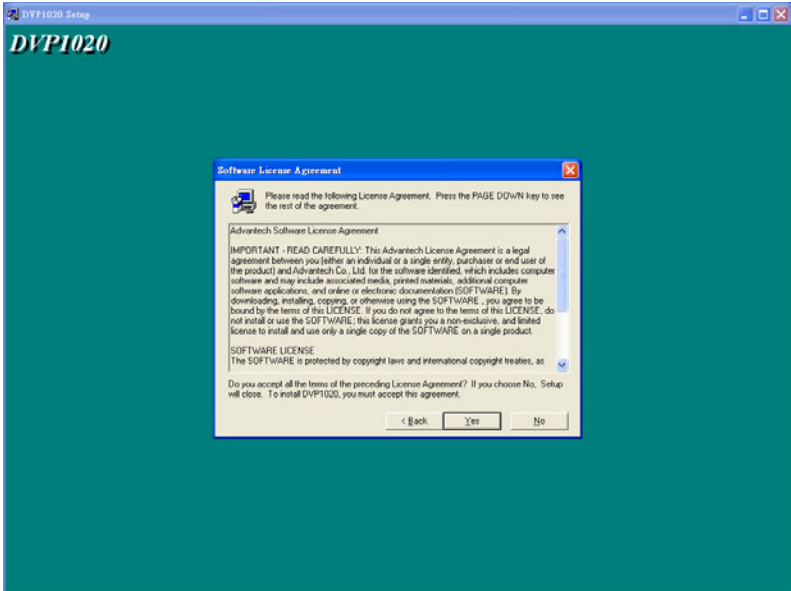 DVP1020 Setup
DVP1020
Software License Agreement
Please read the following License Agreement. Press the PAGE DOWN key to see
the rest of the agreement.
Advantech Software License Agreement
IMPORTANT - READ CAREFULLY: This Advantech License Agreement is a legal
agreement between you (either an individual or a single entity, purchaser or end user of
the product) and Advantech Co., Ltd. for the software identified, which includes computer
software and may include associated media, printed materials, additional computer
software applications, and online or electronic documentation (SOFTWARE). By
downloading, installing, copying, or otherwise using the SOFTWARE , you agree to be
bound by the terms of this LICENSE. If you do not agree to the terms of this LICENSE, do
not install or use the SOFTWARE; this license grants you a non-exclusive, and limited
license to install and use only a single copy of the SOFTWARE on a single product.
SOFTWARE LICENSE
The SOFTWARE is protected by copyright laws and international copyright treaties, as
Do you accept all the terms of the preceding License Agreement? If you choose No, Setup
will close. To install DVP1020, you must accept this agreement.
< Back
Yes
No